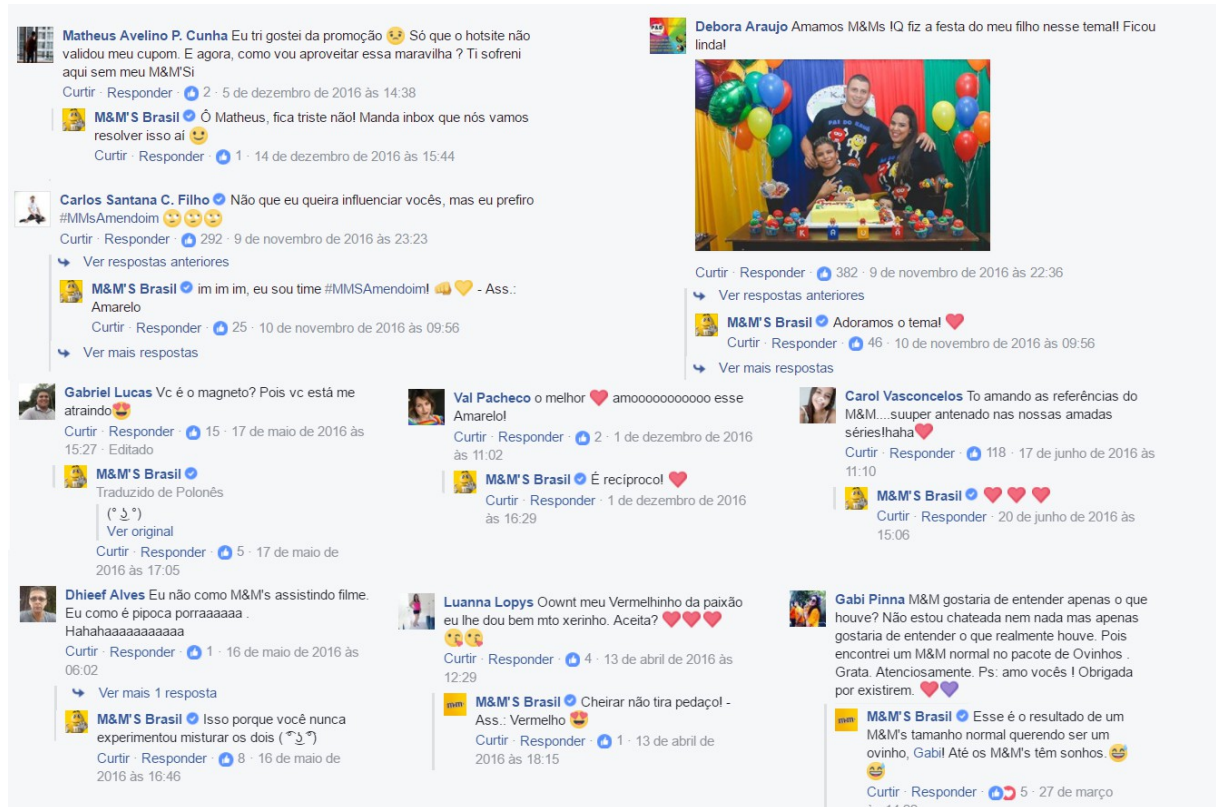 Matheus Avelino P. Cunha Eu tri gostei da promoção 😣 Só que o hotsite não
validou meu cupom. E agora, como vou aproveitar essa maravilha ? Ti sofreni
aqui sem meu M&M'Si
Curtir · Responder · 2 · 5 de dezembro de 2016 às 14:38
M&M'S Brasil Ô Matheus, fica triste não! Manda inbox que nós vamos
resolver isso aí 🙂
Curtir · Responder · 1 · 14 de dezembro de 2016 às 15:44
Carlos Santana C. Filho Não que eu queira influenciar vocês, mas eu prefiro
#MMsAmendoim 🙄🙄🙄
Curtir · Responder · 292 · 9 de novembro de 2016 às 23:23
Ver respostas anteriores
M&M'S Brasil im im im, eu sou time #MMSAmendoim! 👊💛 - Ass.:
Amarelo
Curtir · Responder · 25 · 10 de novembro de 2016 às 09:56
Ver mais respostas
Debora Araujo Amamos M&Ms !Q fiz a festa do meu filho nesse tema!! Ficou
linda!
PAI DO
K A U Ã
Curtir · Responder · 382 · 9 de novembro de 2016 às 22:36
Ver respostas anteriores
M&M'S Brasil Adoramos o tema! ❤
Curtir · Responder · 46 · 10 de novembro de 2016 às 09:56
Ver mais respostas
Gabriel Lucas Vc é o magneto? Pois vc está me
atraindo😍
Curtir · Responder · 15 · 17 de maio de 2016 às
15:27 · Editado
M&M'S Brasil
Traduzido de Polonês
(° ʖ °)
Ver original
Curtir · Responder · 5 · 17 de maio de
2016 às 17:05
Val Pacheco o melhor ❤ amooooooooooo esse
Amarelo!
Curtir · Responder · 2 · 1 de dezembro de 2016
às 11:02
M&M'S Brasil É recíproco! ❤
Curtir · Responder · 1 de dezembro de 2016
às 16:29
Carol Vasconcelos To amando as referências do
M&M....suuper antenado nas nossas amadas
séries!haha❤
Curtir · Responder · 118 · 17 de junho de 2016 às
11:10
M&M'S Brasil ❤ ❤ ❤
Curtir · Responder · 20 de junho de 2016 às
15:06
Dhieef Alves Eu não como M&M's assistindo filme.
Eu como é pipoca porraaaaaa .
Hahahaaaaaaaaaaa
Curtir · Responder · 1 · 16 de maio de 2016 às
06:02
Ver mais 1 resposta
M&M'S Brasil Isso porque você nunca
experimentou misturar os dois ( ͡° ʖ ͡°)
Curtir · Responder · 8 · 16 de maio de
2016 às 16:46
Luanna Lopys Oownt meu Vermelhinho da paixão
eu lhe dou bem mto xerinho. Aceita? ❤❤❤
😘😘
Curtir · Responder · 4 · 13 de abril de 2016 às
12:29
m&m's
M&M'S Brasil Cheirar não tira pedaço! -
Ass.: Vermelho 😍
Curtir · Responder · 1 · 13 de abril de
2016 às 18:15
Gabi Pinna M&M gostaria de entender apenas o que
houve? Não estou chateada nem nada mas apenas
gostaria de entender o que realmente houve. Pois
encontrei um M&M normal no pacote de Ovinhos .
Grata. Atenciosamente. Ps: amo vocês ! Obrigada
por existirem. ❤💜
m&m's
M&M'S Brasil Esse é o resultado de um
M&M's tamanho normal querendo ser um
ovinho, Gabi! Até os M&M's têm sonhos.😅
😅
Curtir · Responder · 5 · 27 de março